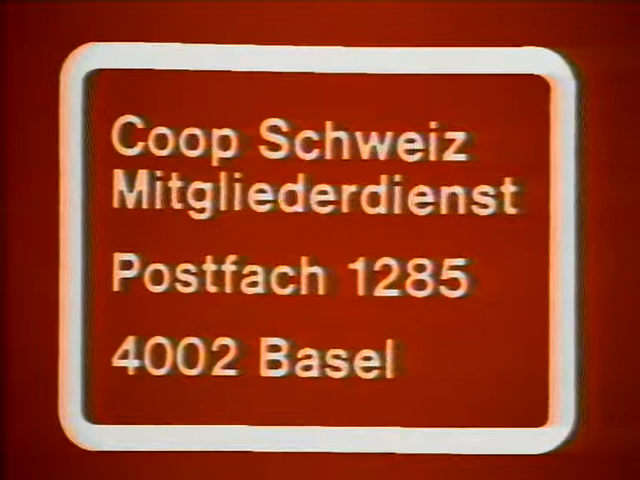 Coop Schweiz
Mitgliederdienst
Postfach 1285
4002 Basel